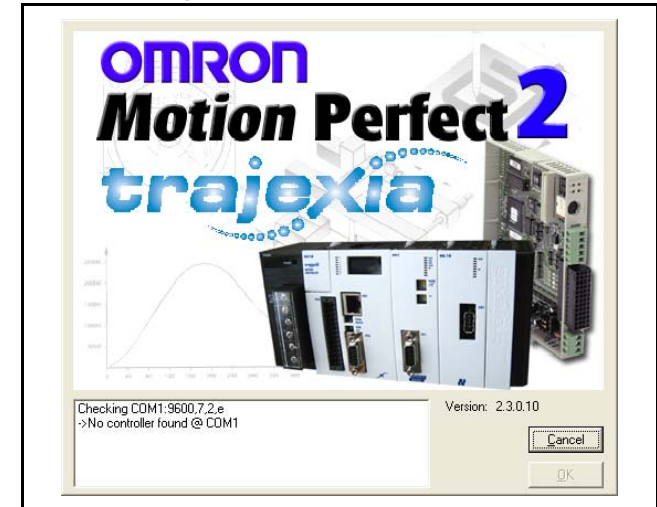 OMRON
Motion Perfect 2
trajexia
Checking COM1:9600,7,2,e
->No controller found @ COM1
Version: 2.3.0.10
Cancel
OK